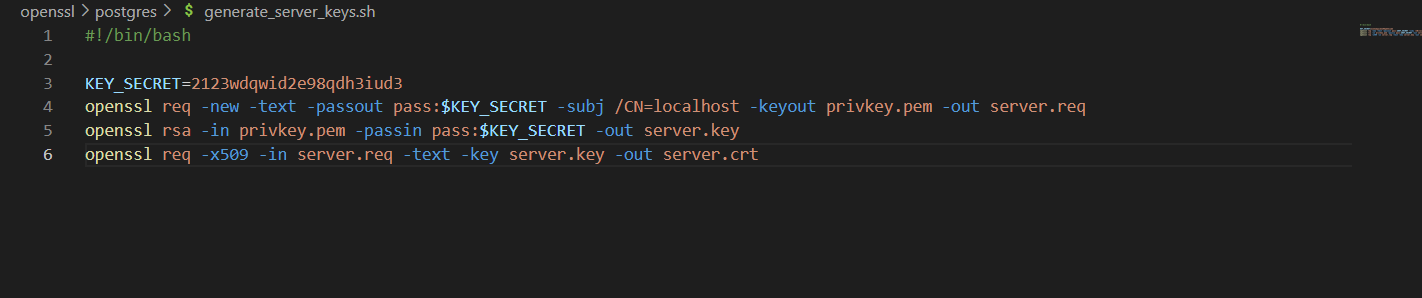 openssl > postgres > $ generate_server_keys.sh
1 #!/bin/bash
2
3 KEY_SECRET=2123wdqwid2e98qdh3iud3
4 openssl req -new -text -passout pass:$KEY_SECRET -subj /CN=localhost -keyout privkey.pem -out server.req
5 openssl rsa -in privkey.pem -passin pass:$KEY_SECRET -out server.key
6 openssl req -x509 -in server.req -text -key server.key -out server.crt